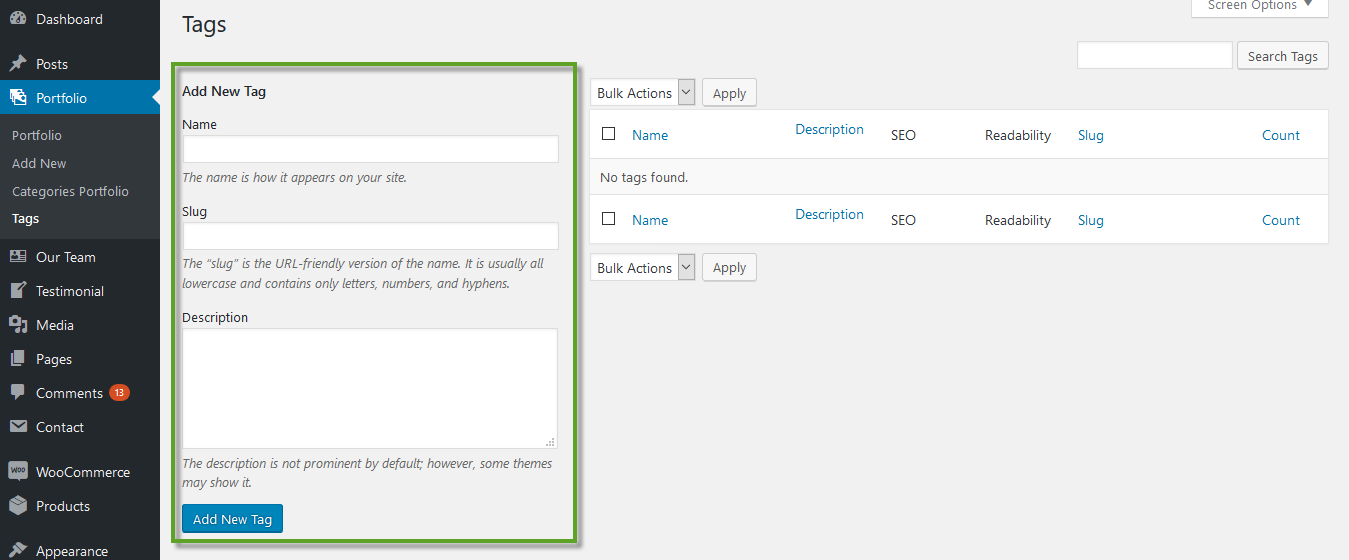 Dashboard
Posts
Portfolio
Portfolio
Add New
Categories Portfolio
Tags
Our Team
Testimonial
Media
Pages
Comments 13
Contact
WOO WooCommerce
Products
Appearance
Tags
Screen Options
Search Tags
Add New Tag
Name
The name is how it appears on your site.
Slug
The “slug” is the URL-friendly version of the name. It is usually all
lowercase and contains only letters, numbers, and hyphens.
Description
The description is not prominent by default; however, some themes
may show it.
Add New Tag
Bulk Actions Apply
Name Description SEO Readability Slug Count
No tags found.
Name Description SEO Readability Slug Count
Bulk Actions Apply